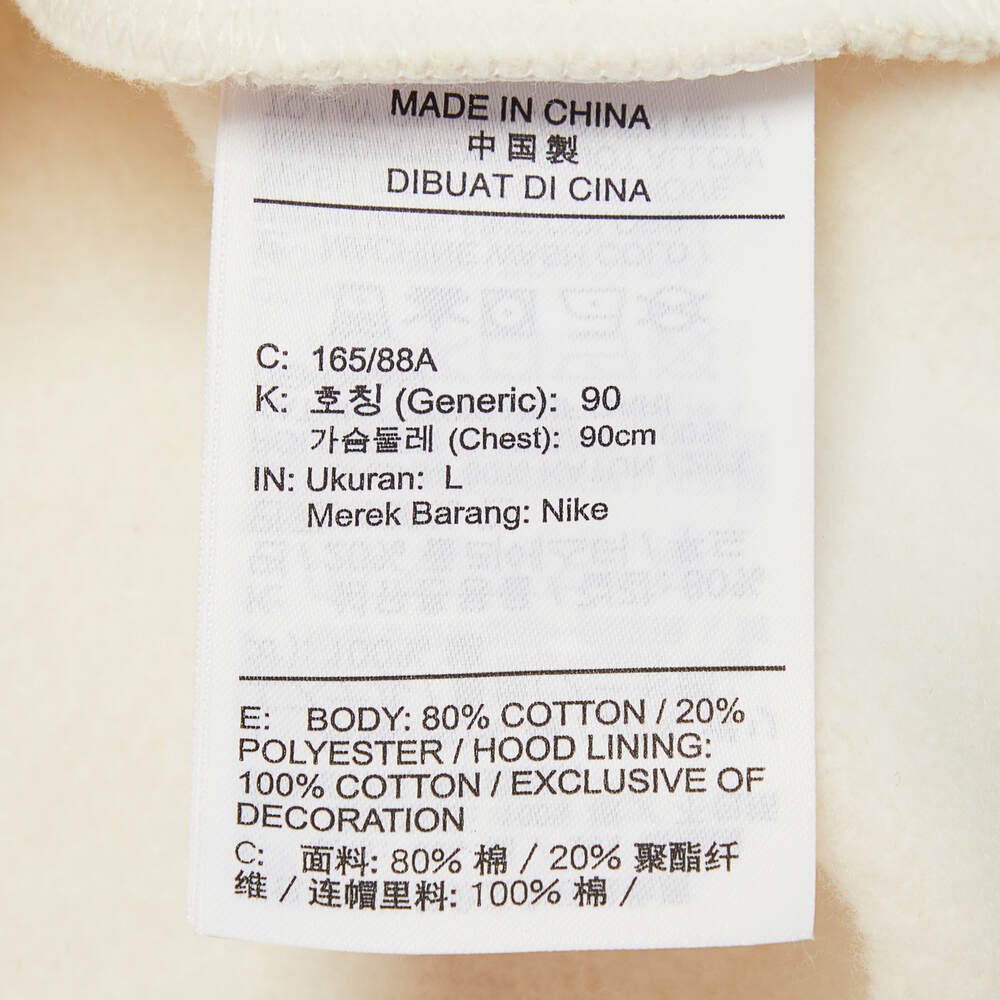 MADE IN CHINA
中国製
DIBUAT DI CINA
C: 165/88A
K: 호칭 (Generic): 90
가슴둘레 (Chest): 90cm
IN: Ukuran: L
Merek Barang: Nike
E: BODY: 80% COTTON / 20%
POLYESTER / HOOD LINING:
100% COTTON / EXCLUSIVE OF
DECORATION
C: 面料: 80% 棉 / 20% 聚酯纤
维 / 连帽里料: 100% 棉 /